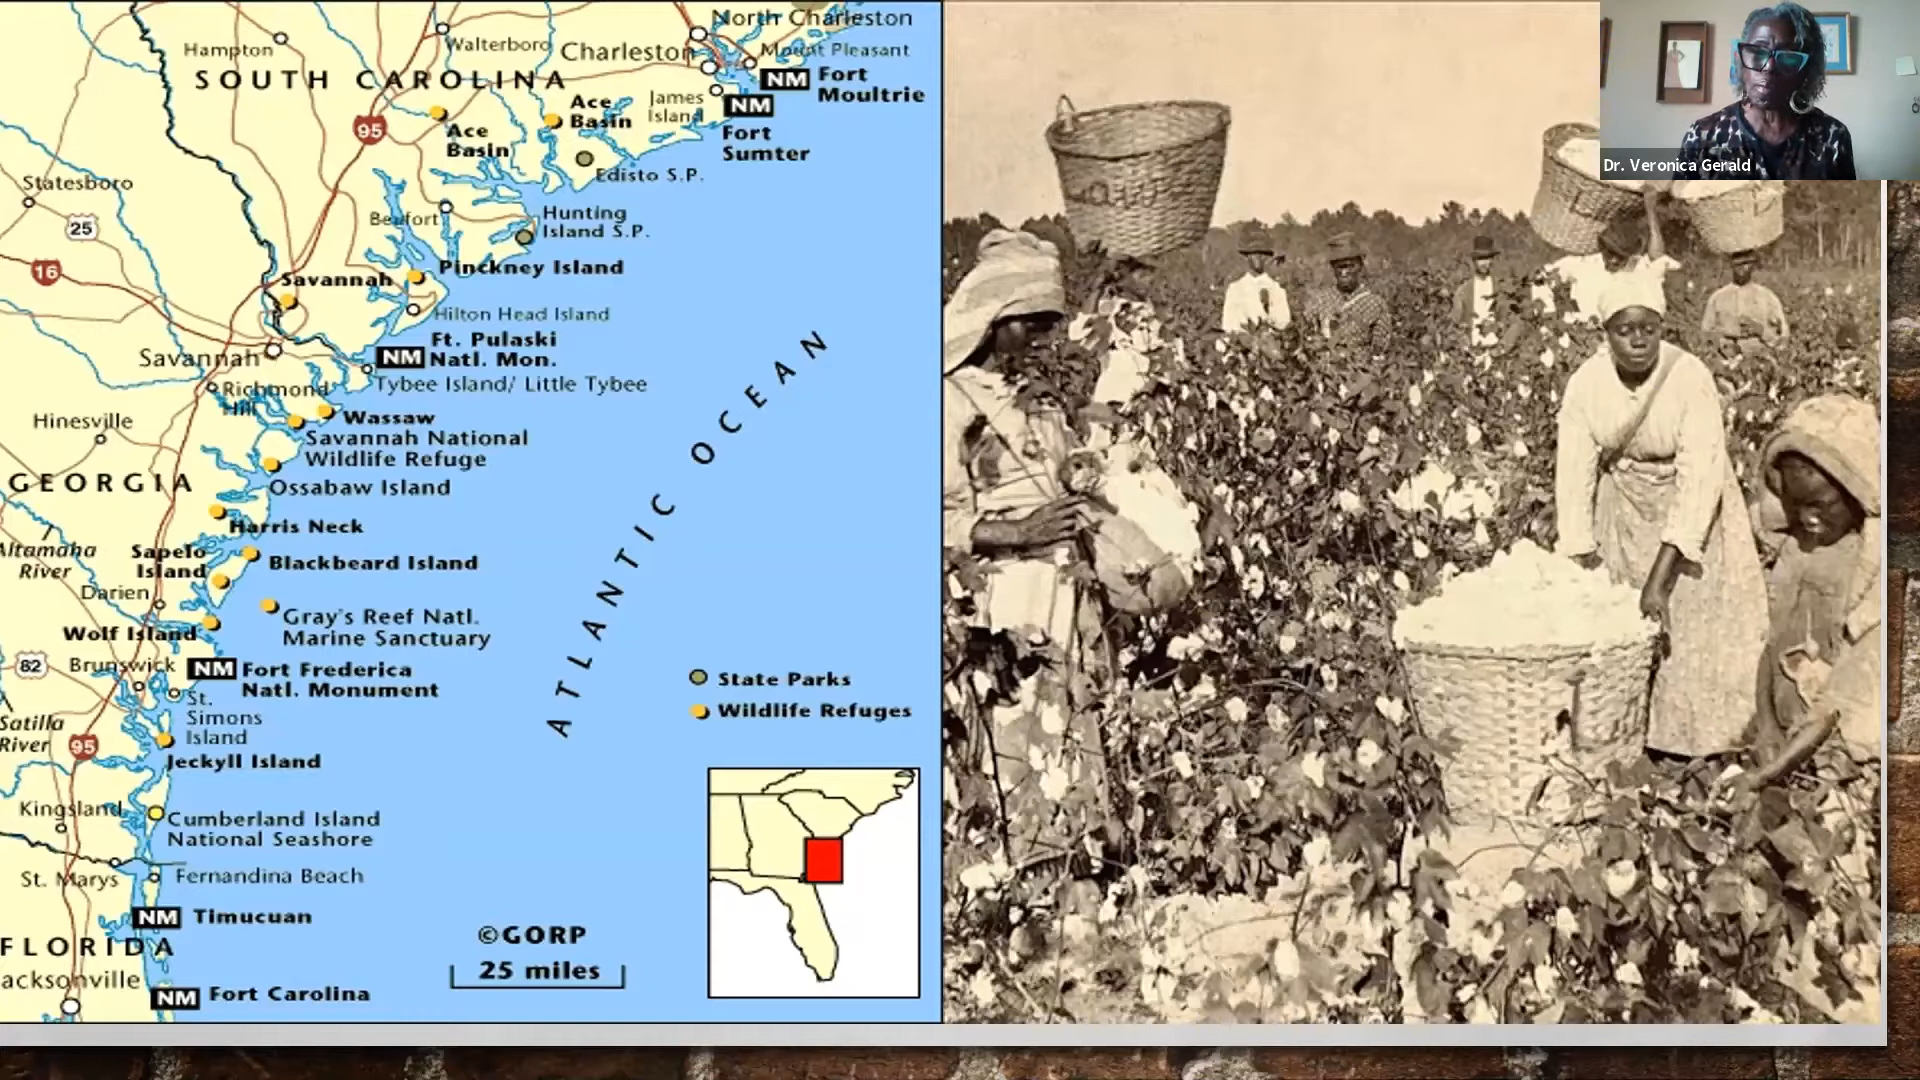 North Charleston
Hampton
Walterboro
Charleston
Mount Pleasant
SOUTH CAROLINA
NM Fort
Moultrie
Ace
Basin
James
Island
NM
Fort
Sumter
95
Ace
Basin
Edisto S.P.
Statesboro
25
Beaufort
Hunting
Island S.P.
16
Pinckney Island
Savannah
Hilton Head Island
Savannah
NM Ft. Pulaski
Natl. Mon.
Tybee Island/ Little Tybee
Richmond
Hill
Hinesville
Wassaw
Savannah National
Wildlife Refuge
GEORGIA
Ossabaw Island
Harris Neck
Altamaha
River
Sapelo
Island
Blackbeard Island
Darien
Gray's Reef Natl.
Marine Sanctuary
Wolf Island
82
Brunswick
NM Fort Frederica
Natl. Monument
St.
Simons
Island
Satilla
River
95
Jeckyll Island
Kingsland
Cumberland Island
National Seashore
St. Marys
Fernandina Beach
NM Timucuan
FLORIDA
acksonville
NM Fort Carolina
ATLANTIC OCEAN
State Parks
Wildlife Refuges
©GORP
25 miles
Dr. Veronica Gerald